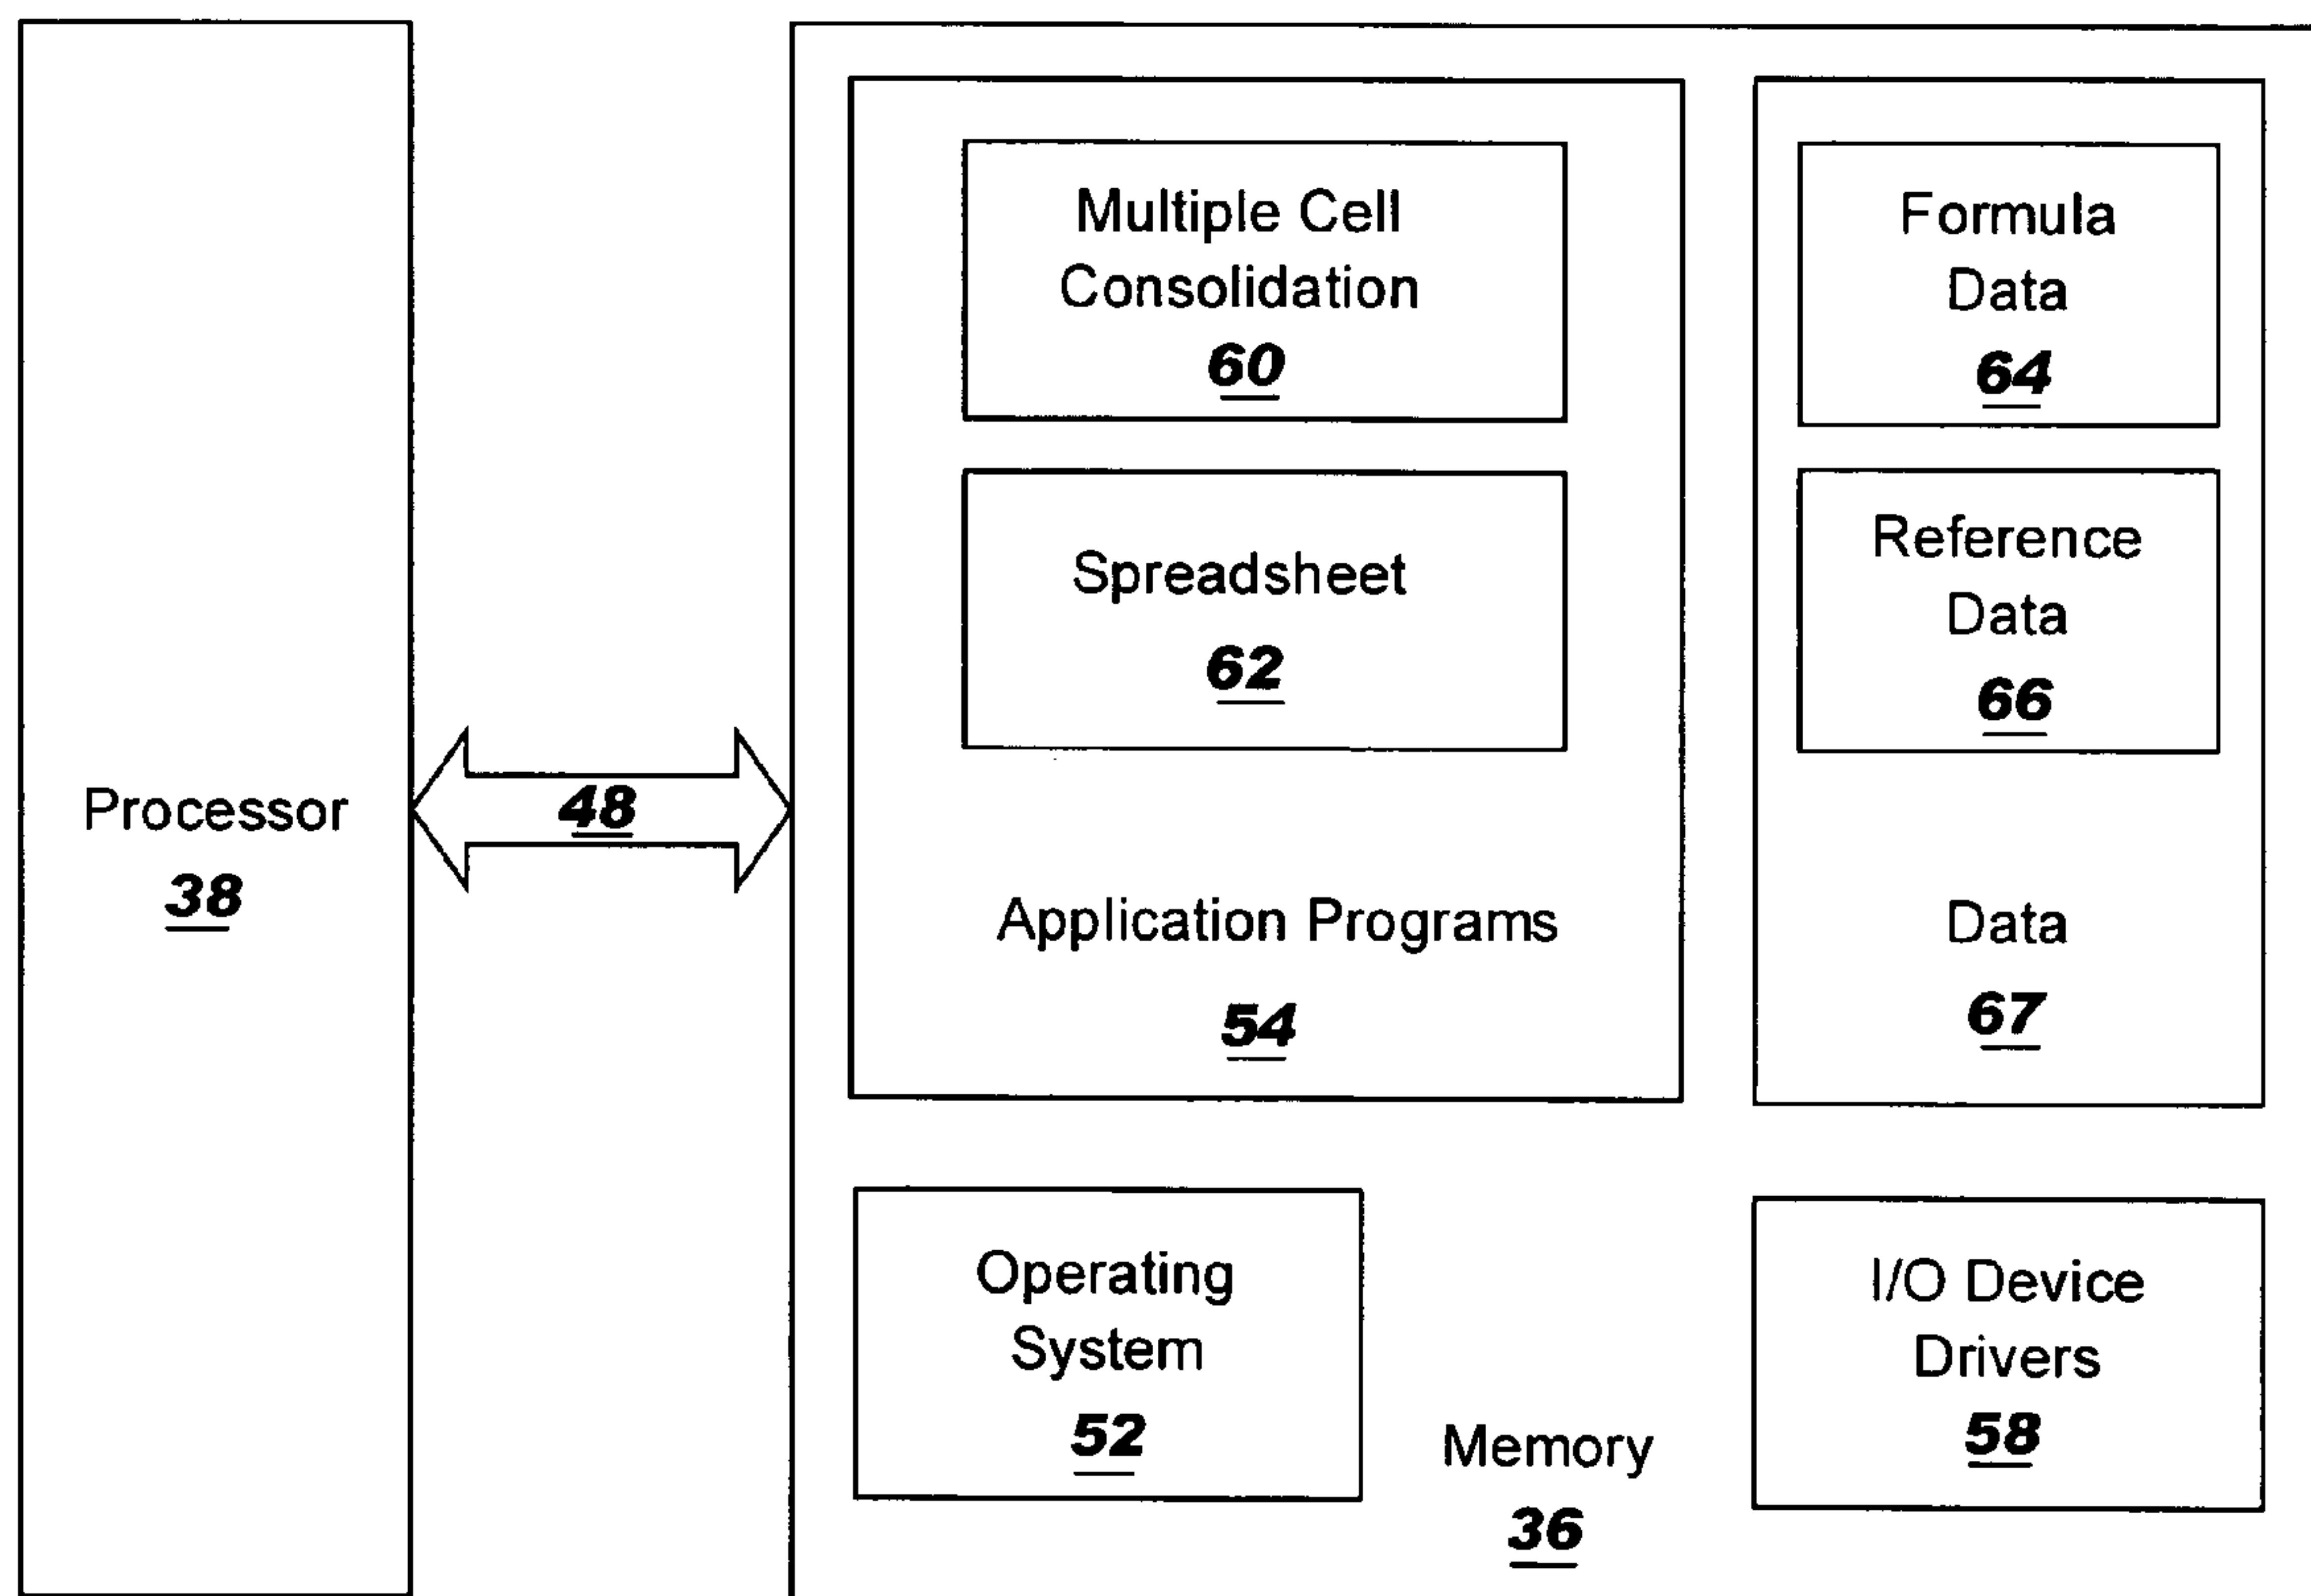 Processor
38
48
Multiple Cell
Consolidation
60
Spreadsheet
62
Application Programs
54
Formula
Data
64
Reference
Data
66
Data
67
Operating
System
52
Memory
36
I/O Device
Drivers
58